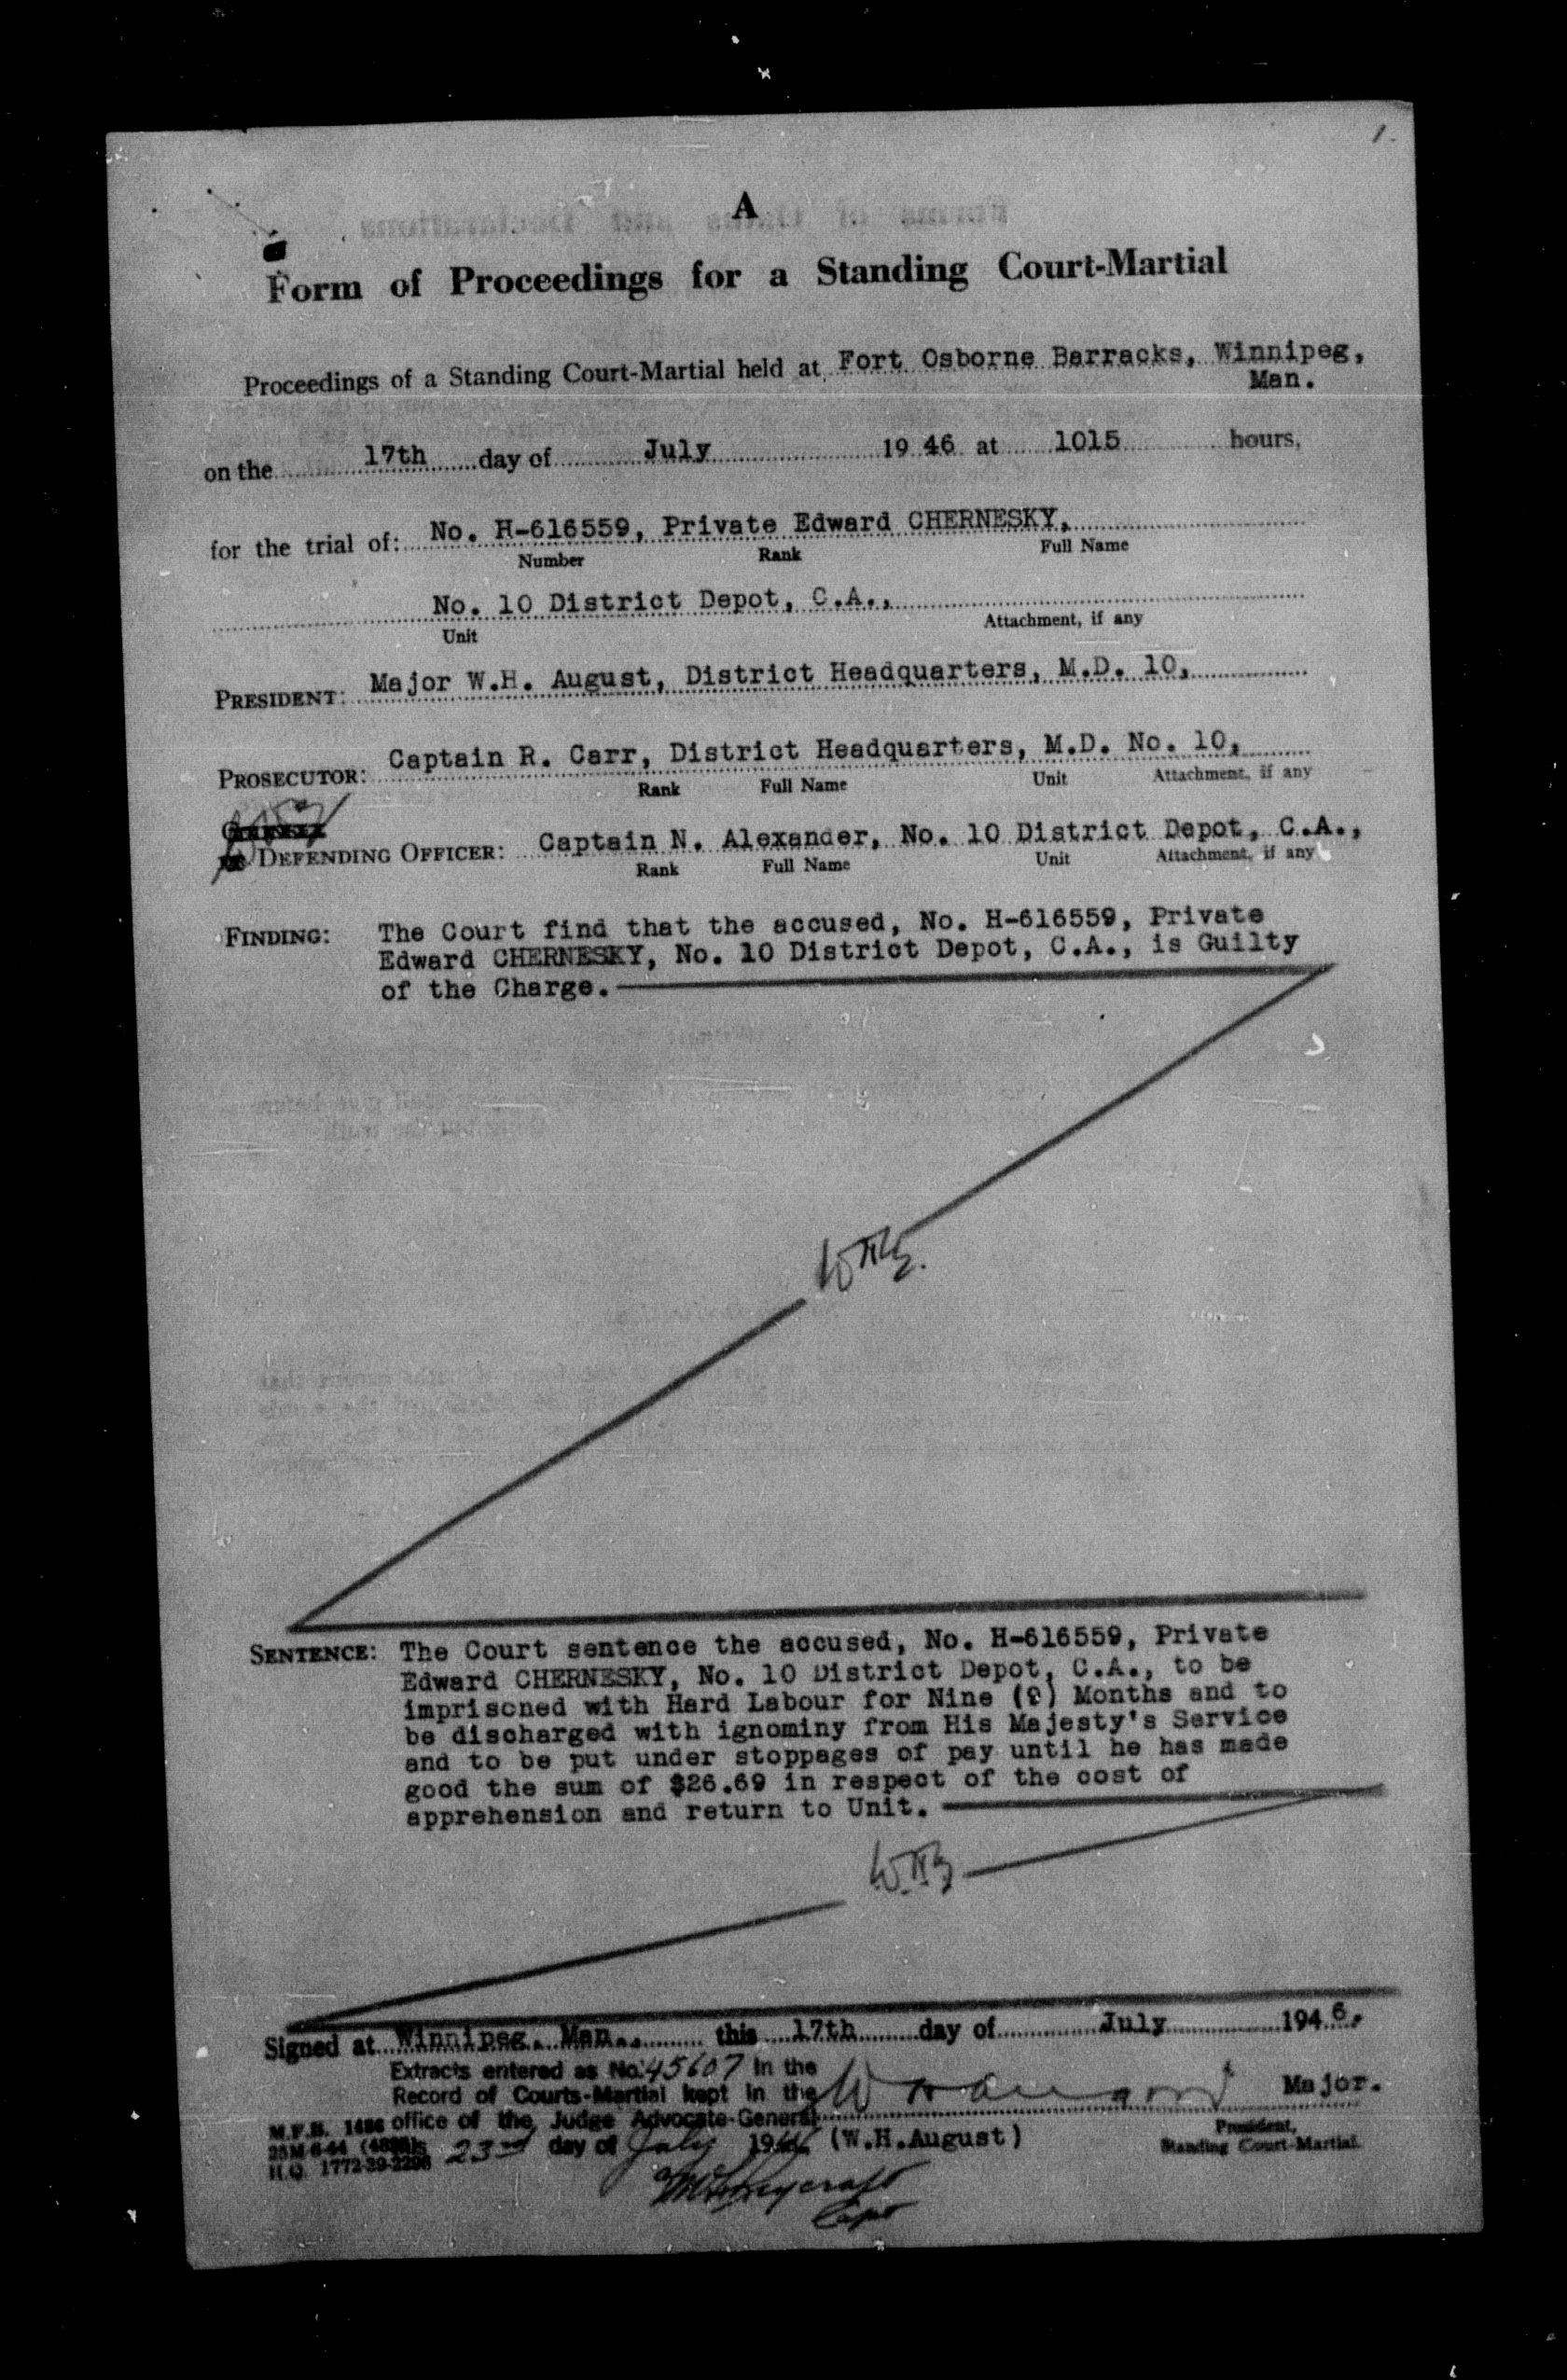 1.
A
Form of Proceedings for a Standing Court-Martial
Proceedings of a Standing Court-Martial held at Fort Osborne Barracks, Winnipeg,
Man.
on the 17th day of July 19 46 at 1015 hours,
for the trial of: No. H-616559, Private Edward CHERNESKY,
Number Rank Full Name
No. 10 District Depot, C.A.,
Unit Attachment, if any
PRESIDENT: Major W.H. August, District Headquarters, M.D. 10,
PROSECUTOR: Captain R. Carr, District Headquarters, M.D. No. 10,
Rank Full Name Unit Attachment, if any
DEFENDING OFFICER: Captain N. Alexander, No. 10 District Depot, C.A.,
Rank Full Name Unit Attachment, if any
FINDING: The Court find that the accused, No. H-616559, Private
Edward CHERNESKY, No. 10 District Depot, C.A., is Guilty
of the Charge.
SENTENCE: The Court sentence the accused, No. H-616559, Private
Edward CHERNESKY, No. 10 District Depot, C.A., to be
imprisoned with Hard Labour for Nine (9) Months and to
be discharged with ignominy from His Majesty's Service
and to be put under stoppages of pay until he has made
good the sum of $26.69 in respect of the cost of
apprehension and return to Unit.
Signed at Winnipeg, Man., this 17th day of July 194 6.
Extracts entered as No. 45607 in the
Record of Courts-Martial kept in the Major.
office of the Judge Advocate-General
M.F.B. 1486
President,
23rd day of July 1946 (W.H.August)
Standing Court-Martial.
H.Q. 1772-39-2296
Capt